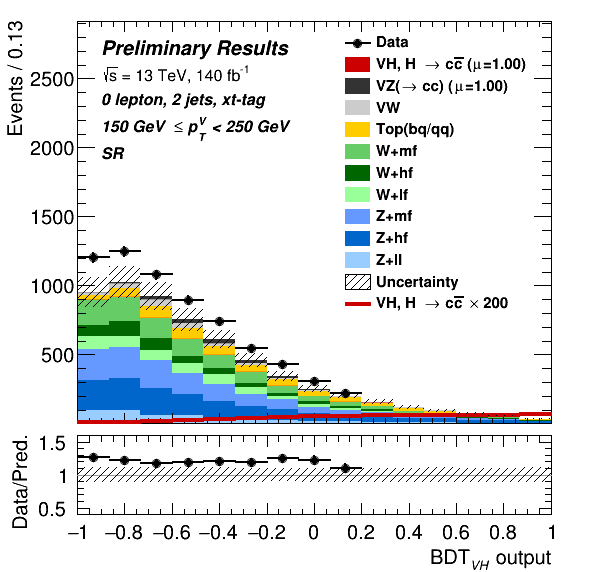 Events / 0.13
2500
2000
1500
1000
500
Preliminary Results
√s = 13 TeV, 140 fb⁻¹
0 lepton, 2 jets, xt-tag
150 GeV ≤ p_T^V < 250 GeV
SR
Data
VH, H → cc̅ (μ=1.00)
VZ(→ cc) (μ=1.00)
VW
Top(bq/qq)
W+mf
W+hf
W+lf
Z+mf
Z+hf
Z+ll
Uncertainty
VH, H → cc̅ × 200
Data/Pred.
1.5
1
0.5
−1 −0.8 −0.6 −0.4 −0.2 0 0.2 0.4 0.6 0.8 1
BDT_VH output